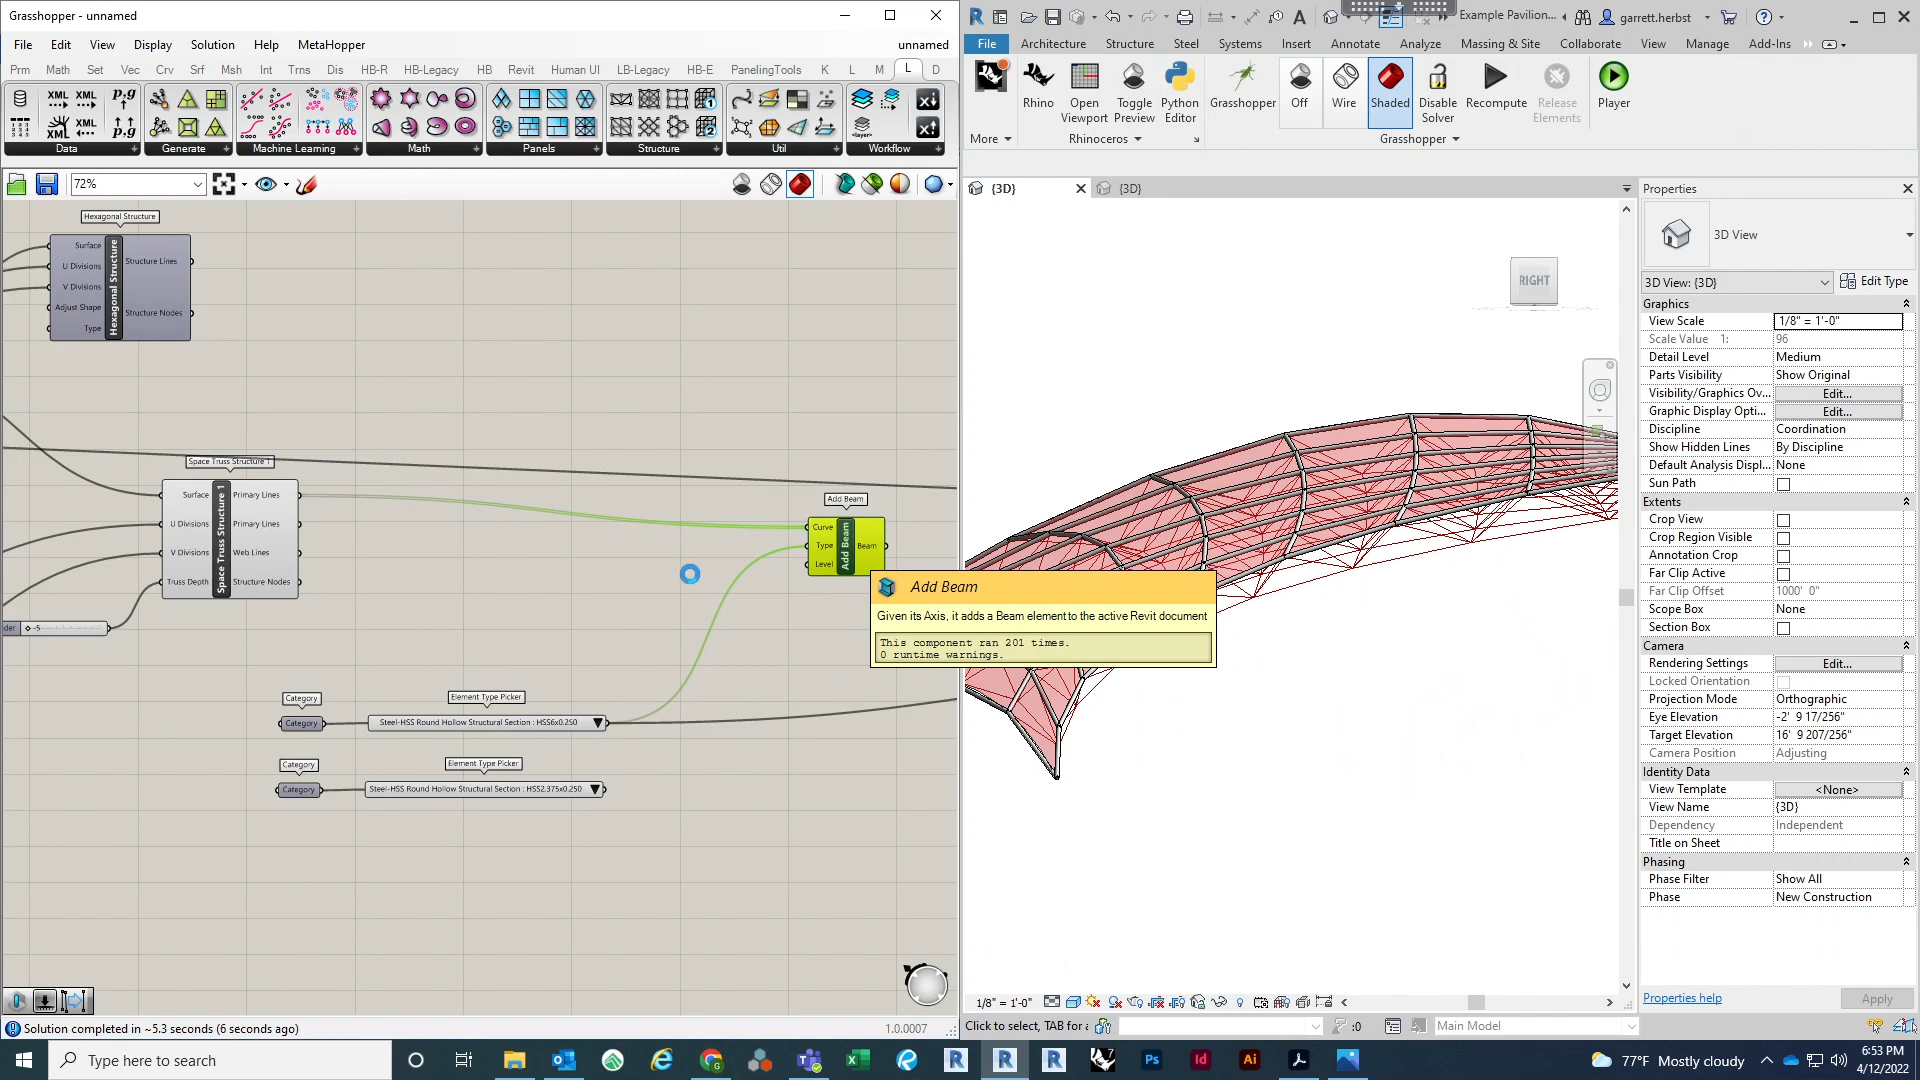 Grasshopper - unnamed
File Edit View Display Solution Help MetaHopper unnamed
Prm Math Set Vec Crv Srf Msh Int Trns Dis HB-R HB-Legacy HB Revit Human UI LB-Legacy HB-E PanelingTools K L M L D
Data Generate Machine Learning Math Panels Structure Util Workflow
72%
Hexagonal Structure
Surface
U Divisions
V Divisions
Adjust Shape
Type
Hexagonal Structure
Structure Lines
Structure Nodes
Space Truss Structure 1
Surface
U Divisions
V Divisions
Truss Depth
Space Truss Structure 1
Primary Lines
Primary Lines
Web Lines
Structure Nodes
Add Beam
Curve
Type
Level
Add Beam
Beam
Add Beam
Given its Axis, it adds a Beam element to the active Revit document
This component ran 201 times.
0 runtime warnings.
Category
Category
Element Type Picker
Steel-HSS Round Hollow Structural Section : HSS6x0.250
Category
Category
Element Type Picker
Steel-HSS Round Hollow Structural Section : HSS2.375x0.250
Solution completed in ~5.3 seconds (6 seconds ago)
1.0.0007
Example Pavilion... garrett.herbst
File Architecture Structure Steel Systems Insert Annotate Analyze Massing & Site Collaborate View Manage Add-Ins
Rhino
Open Viewport
Toggle Preview
Python Editor
Grasshopper
Off
Wire
Shaded
Disable Solver
Recompute
Release Elements
Player
More Rhinoceros Grasshopper
{3D} {3D}
RIGHT
Properties
3D View
3D View: {3D} Edit Type
Graphics
View Scale 1/8" = 1'-0"
Scale Value 1: 96
Detail Level Medium
Parts Visibility Show Original
Visibility/Graphics Ov... Edit...
Graphic Display Opti... Edit...
Discipline Coordination
Show Hidden Lines By Discipline
Default Analysis Displ... None
Sun Path
Extents
Crop View
Crop Region Visible
Annotation Crop
Far Clip Active
Far Clip Offset 1000' 0"
Scope Box None
Section Box
Camera
Rendering Settings Edit...
Locked Orientation
Projection Mode Orthographic
Eye Elevation -2' 9 17/256"
Target Elevation 16' 9 207/256"
Camera Position Adjusting
Identity Data
View Template <None>
View Name {3D}
Dependency Independent
Title on Sheet
Phasing
Phase Filter Show All
Phase New Construction
Properties help Apply
1/8" = 1'-0"
Click to select, TAB for :0 Main Model
Type here to search
77°F Mostly cloudy
6:53 PM
4/12/2022